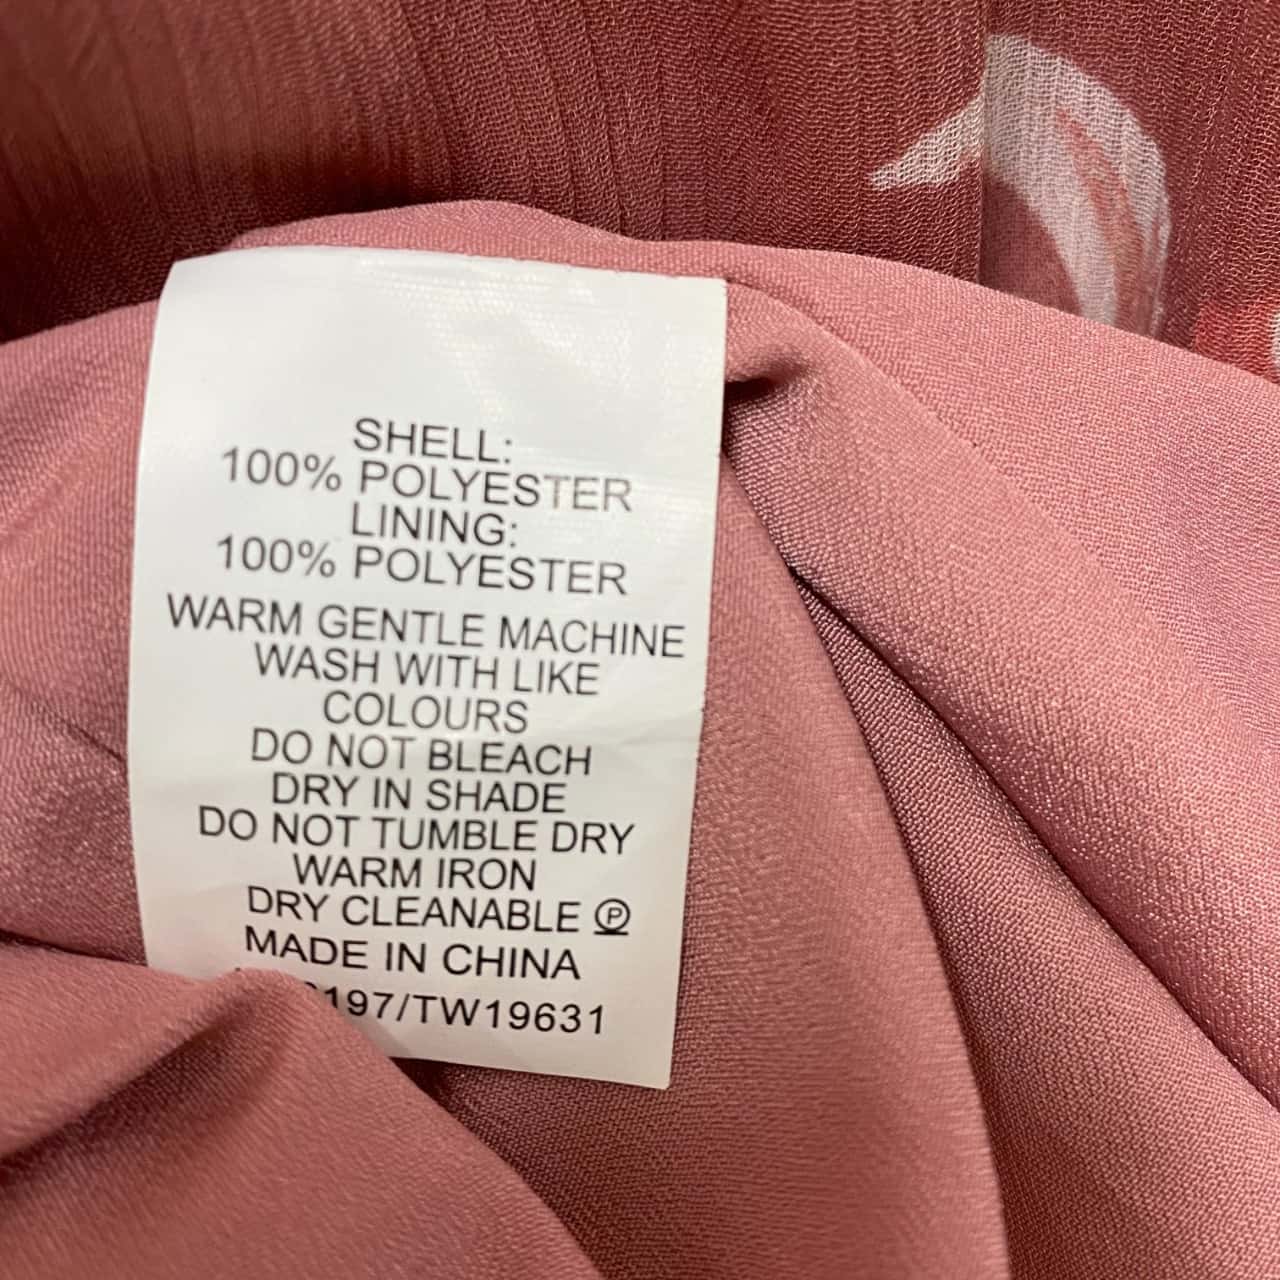 SHELL:
100% POLYESTER
LINING:
100% POLYESTER
WARM GENTLE MACHINE
WASH WITH LIKE
COLOURS
DO NOT BLEACH
DRY IN SHADE
DO NOT TUMBLE DRY
WARM IRON
DRY CLEANABLE Ⓟ
MADE IN CHINA
197/TW19631